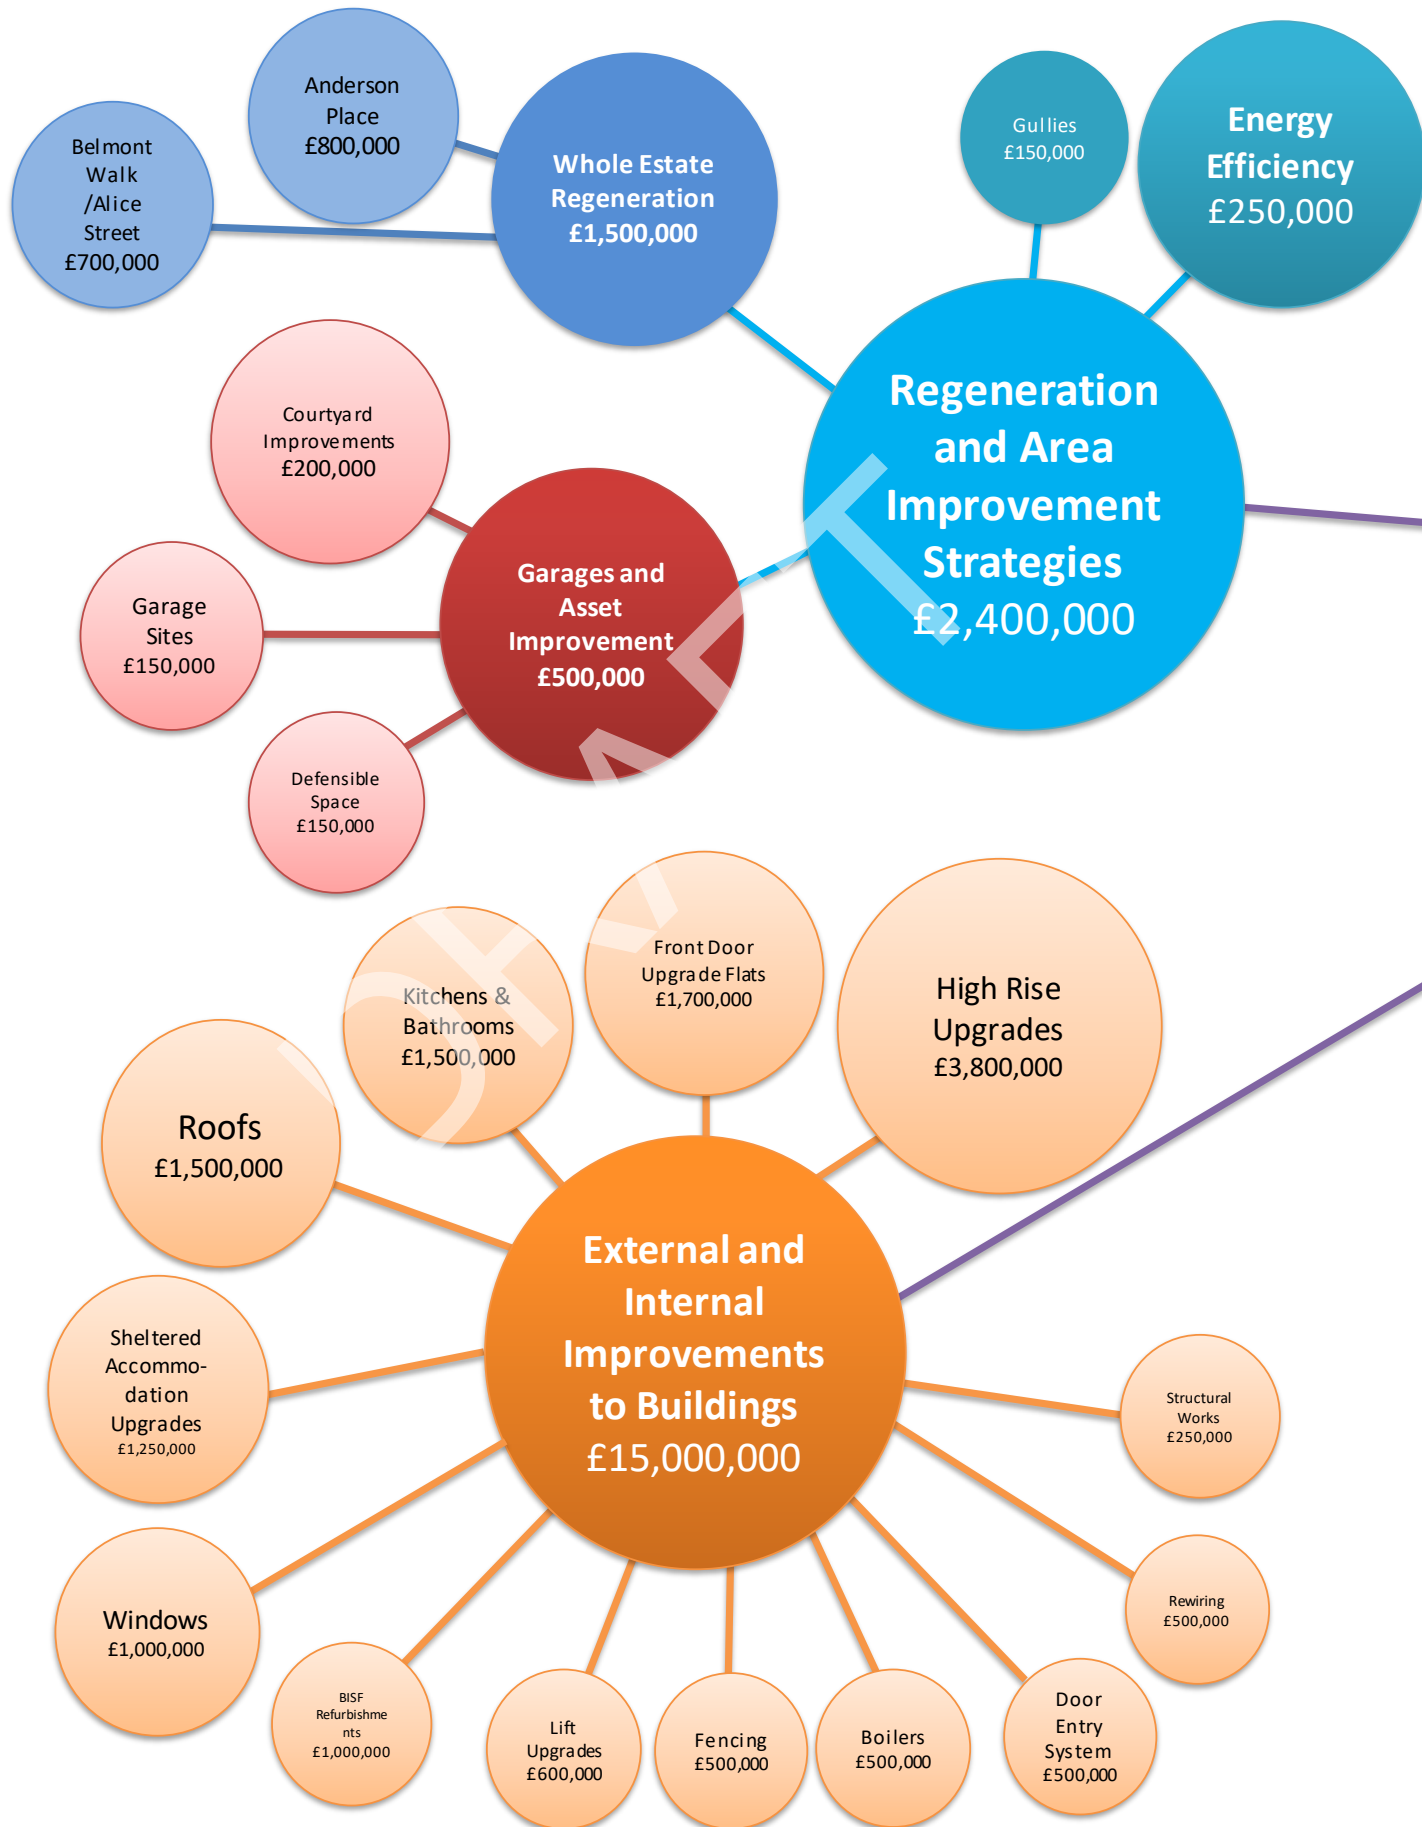 Anderson
Place
£800,000
Belmont
Walk
/Alice
Street
£700,000
Whole Estate
Regeneration
£1,500,000
Gullies
£150,000
Energy
Efficiency
£250,000
Regeneration
and Area
Improvement
Strategies
£2,400,000
Courtyard
Improvements
£200,000
Garage
Sites
£150,000
Garages and
Asset
Improvement
£500,000
Defensible
Space
£150,000
Kitchens &
Bathrooms
£1,500,000
Front Door
Upgrade Flats
£1,700,000
High Rise
Upgrades
£3,800,000
Roofs
£1,500,000
External and
Internal
Improvements
to Buildings
£15,000,000
Sheltered
Accommo-
dation
Upgrades
£1,250,000
Structural
Works
£250,000
Windows
£1,000,000
Rewiring
£500,000
BISF
Refurbishme
nts
£1,000,000
Lift
Upgrades
£600,000
Fencing
£500,000
Boilers
£500,000
Door
Entry
System
£500,000
DRAFT